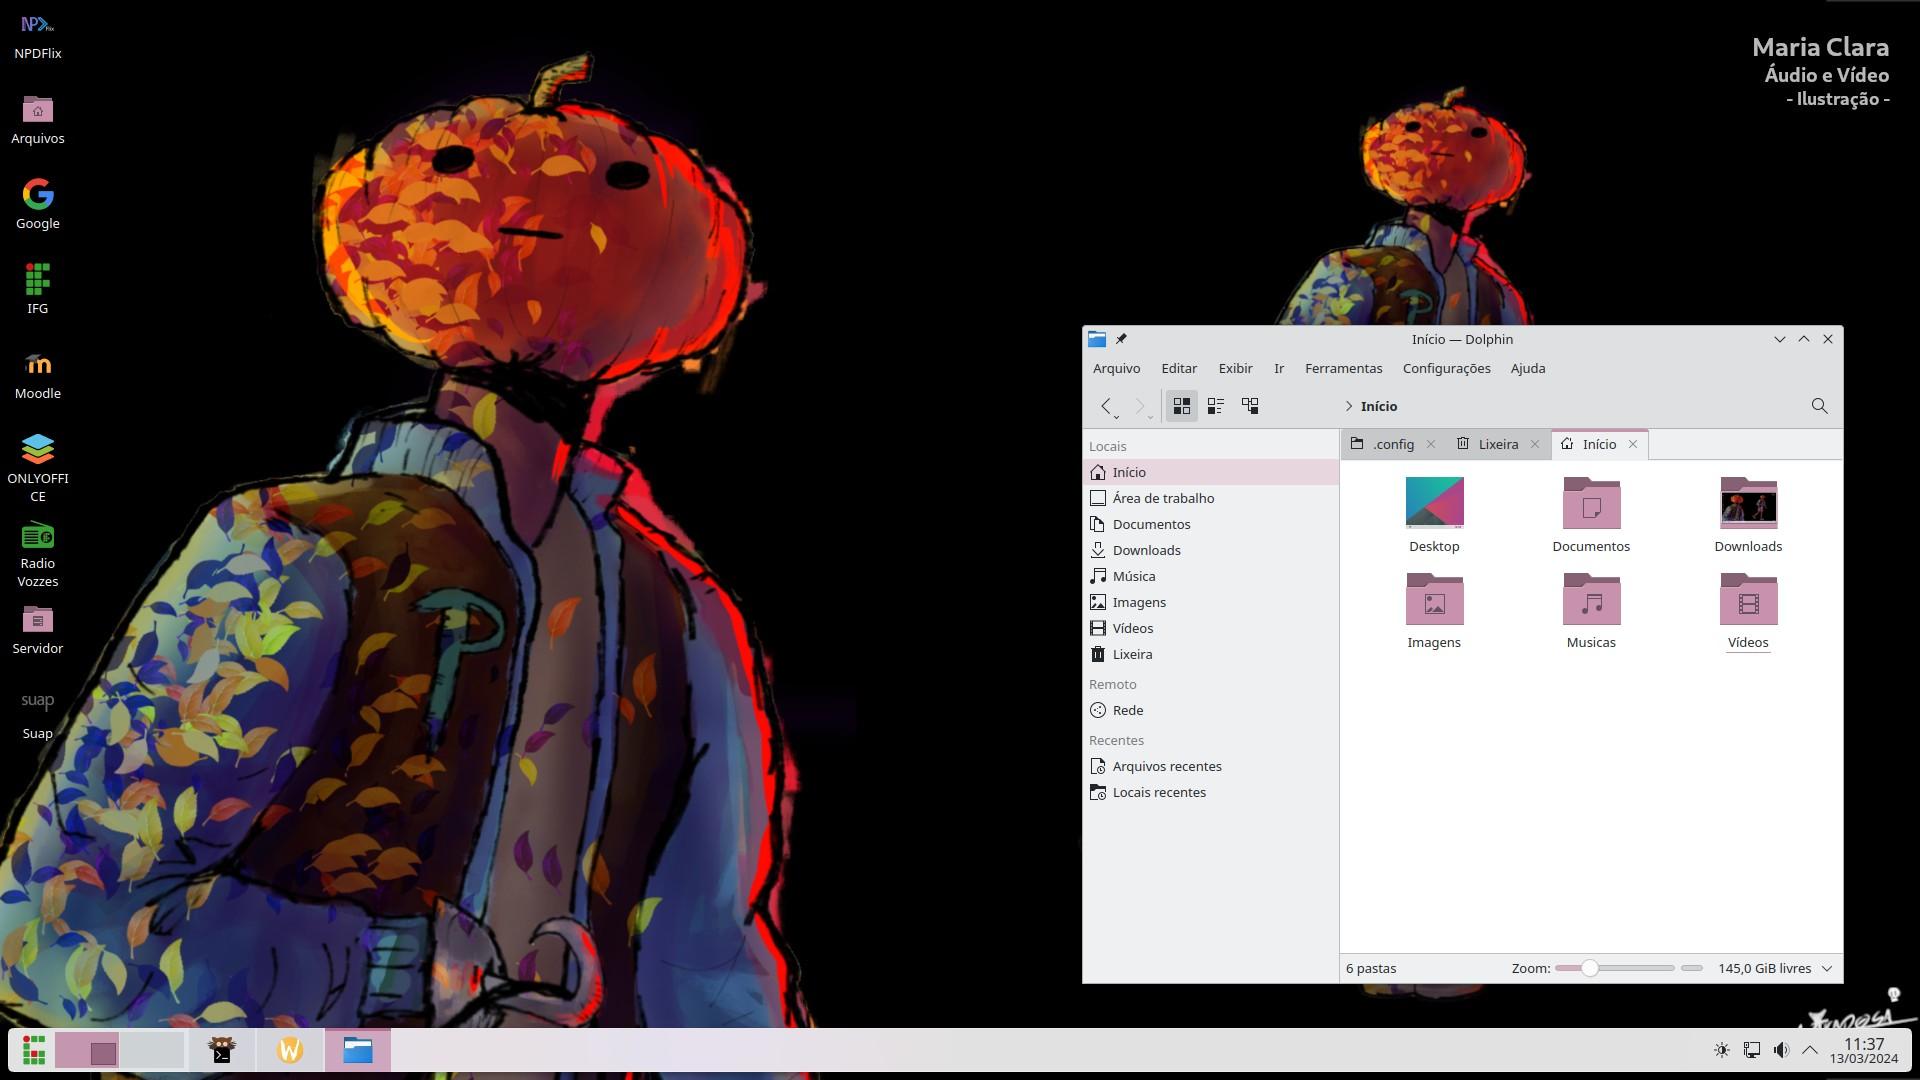 NPDFlix
Arquivos
Google
IFG
Moodle
ONLYOFFI
CE
Radio
Vozzes
Servidor
suap
Suap
Maria Clara
Áudio e Vídeo
- Ilustração -
Início — Dolphin
Arquivo Editar Exibir Ir Ferramentas Configurações Ajuda
Início
Locais
Início
Área de trabalho
Documentos
Downloads
Música
Imagens
Vídeos
Lixeira
Remoto
Rede
Recentes
Arquivos recentes
Locais recentes
.config Lixeira Início
Desktop Documentos Downloads
Imagens Musicas Vídeos
6 pastas Zoom: 145,0 GiB livres
11:37
13/03/2024